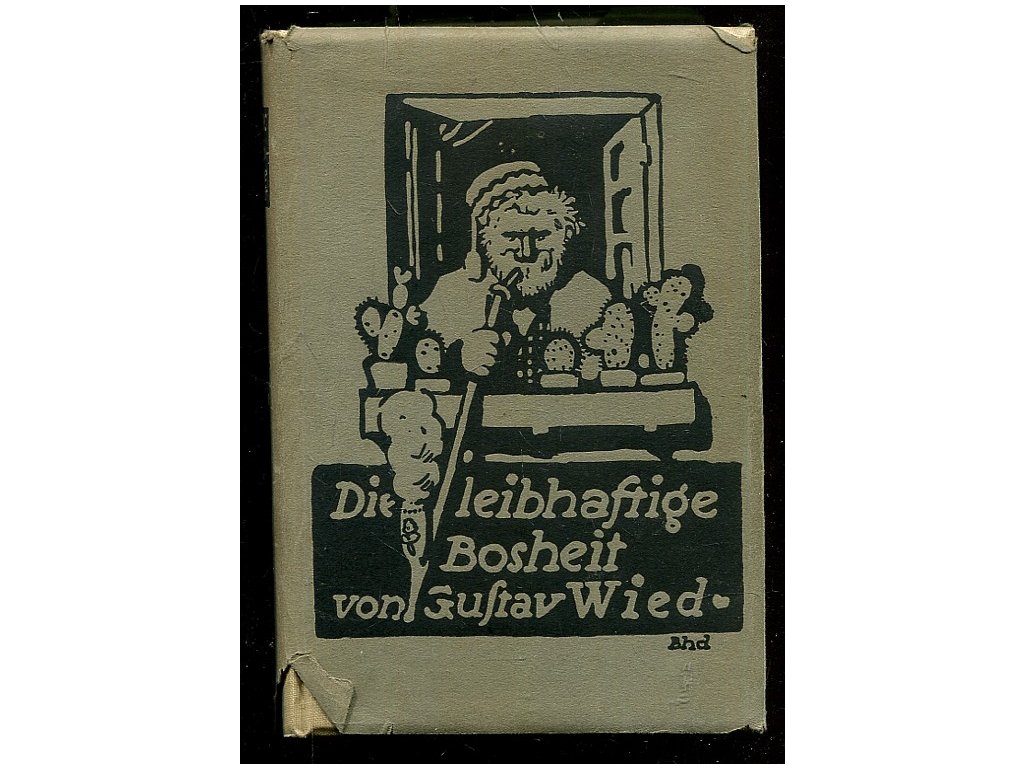 Die leibhaftige
Bosheit
von Guſtav Wied
Bhd